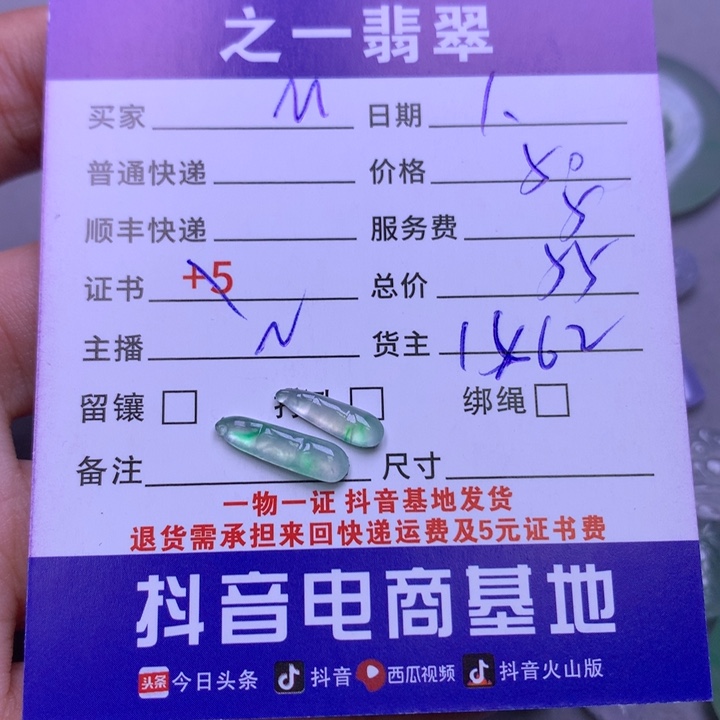 之一翡翠
买家 M 日期 1.
普通快递 价格 50
顺丰快递 服务费 5
证书 +5 总价 55
主播 N 货主
留镶 绑绳
备注 尺寸
一物一证 抖音基地发货
退货需承担来回快递运费及5元证书费
抖音电商基地
头条 今日头条 抖音 西瓜视频 抖音火山版